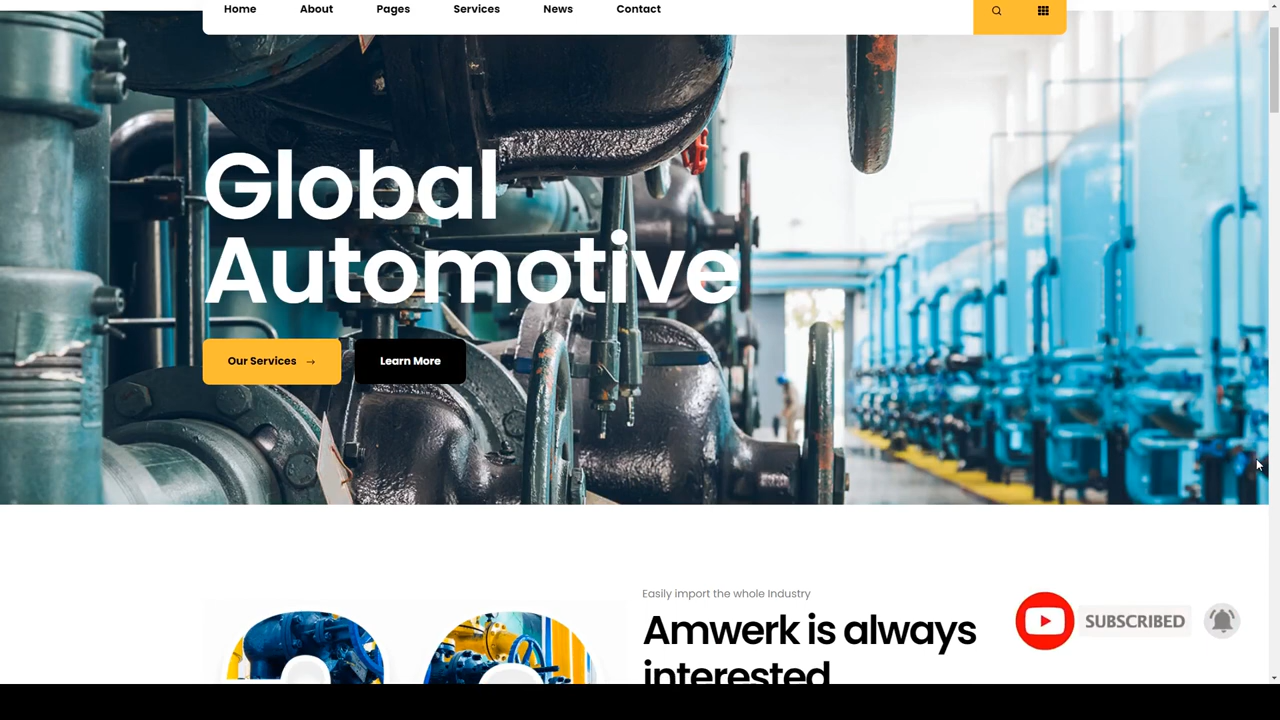 Home About Pages Services News Contact
Global
Automotive
Our Services → Learn More
Easily import the whole Industry
Amwerk is always
interested
SUBSCRIBED